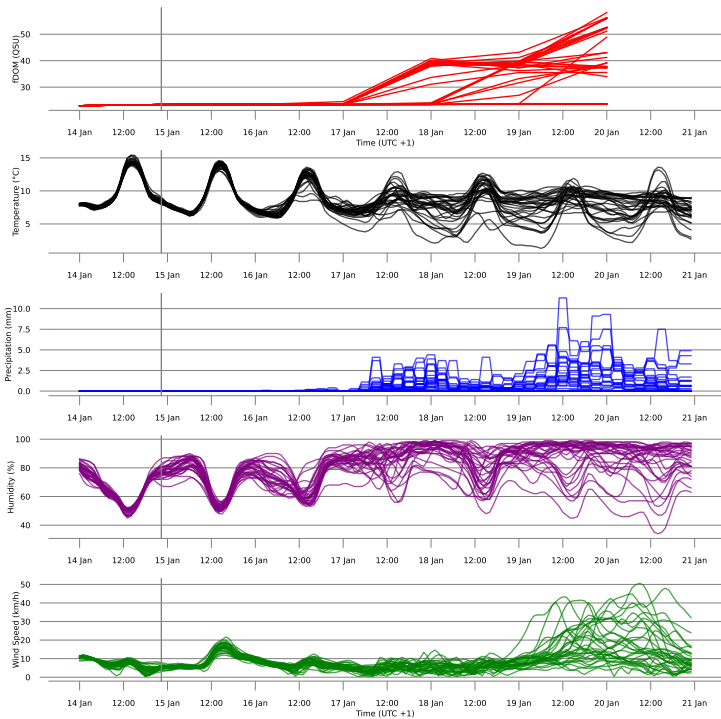 fDOM (QSU)
50
40
30
14 Jan 12:00 15 Jan 12:00 16 Jan 12:00 17 Jan 12:00 18 Jan 12:00 19 Jan 12:00 20 Jan 12:00 21 Jan
Time (UTC +1)
Temperature (°C)
15
10
5
14 Jan 12:00 15 Jan 12:00 16 Jan 12:00 17 Jan 12:00 18 Jan 12:00 19 Jan 12:00 20 Jan 12:00 21 Jan
Precipitation (mm)
10.0
7.5
5.0
2.5
0.0
14 Jan 12:00 15 Jan 12:00 16 Jan 12:00 17 Jan 12:00 18 Jan 12:00 19 Jan 12:00 20 Jan 12:00 21 Jan
Humidity (%)
100
80
60
40
14 Jan 12:00 15 Jan 12:00 16 Jan 12:00 17 Jan 12:00 18 Jan 12:00 19 Jan 12:00 20 Jan 12:00 21 Jan
Wind Speed (km/h)
50
40
30
20
10
0
14 Jan 12:00 15 Jan 12:00 16 Jan 12:00 17 Jan 12:00 18 Jan 12:00 19 Jan 12:00 20 Jan 12:00 21 Jan
Time (UTC +1)